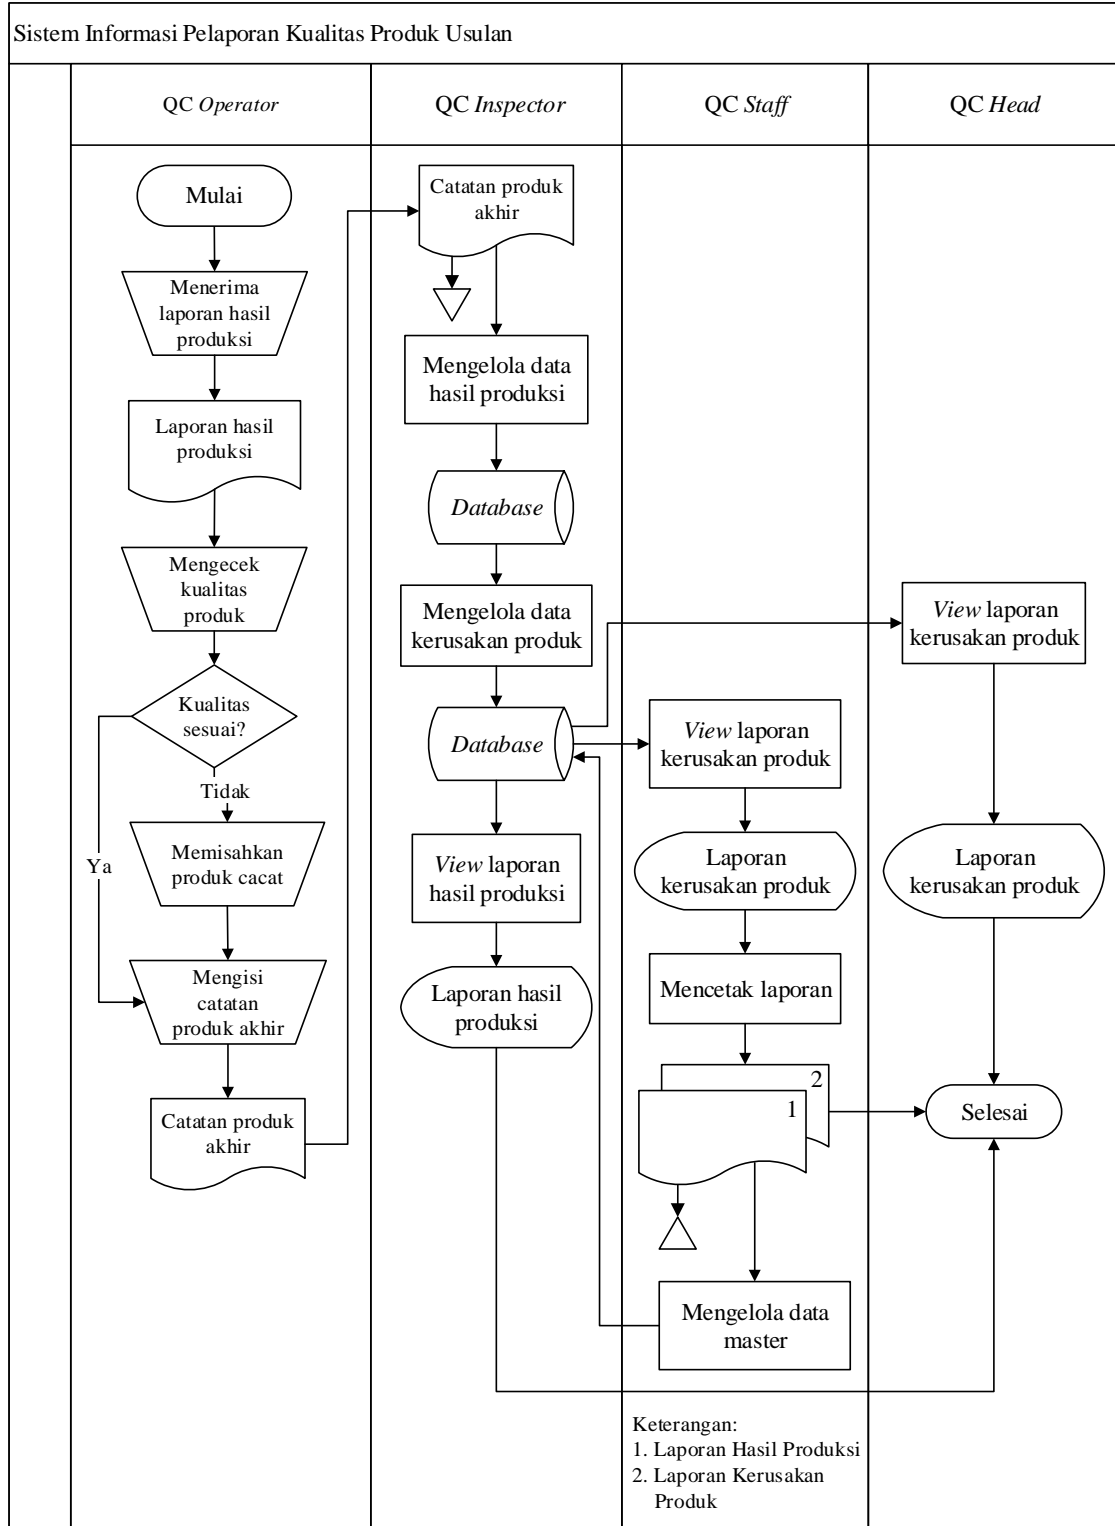 Sistem Informasi Pelaporan Kualitas Produk Usulan
QC Operator
QC Inspector
QC Staff
QC Head
Mulai
Menerima
laporan hasil
produksi
Laporan hasil
produksi
Mengecek
kualitas
produk
Kualitas
sesuai?
Tidak
Ya
Memisahkan
produk cacat
Mengisi
catatan
produk akhir
Catatan produk
akhir
Catatan produk
akhir
Mengelola data
hasil produksi
Database
Mengelola data
kerusakan produk
Database
View laporan
hasil produksi
Laporan hasil
produksi
View laporan
kerusakan produk
Laporan
kerusakan produk
Mencetak laporan
2
1
Mengelola data
master
Keterangan:
1. Laporan Hasil Produksi
2. Laporan Kerusakan
Produk
View laporan
kerusakan produk
Laporan
kerusakan produk
Selesai